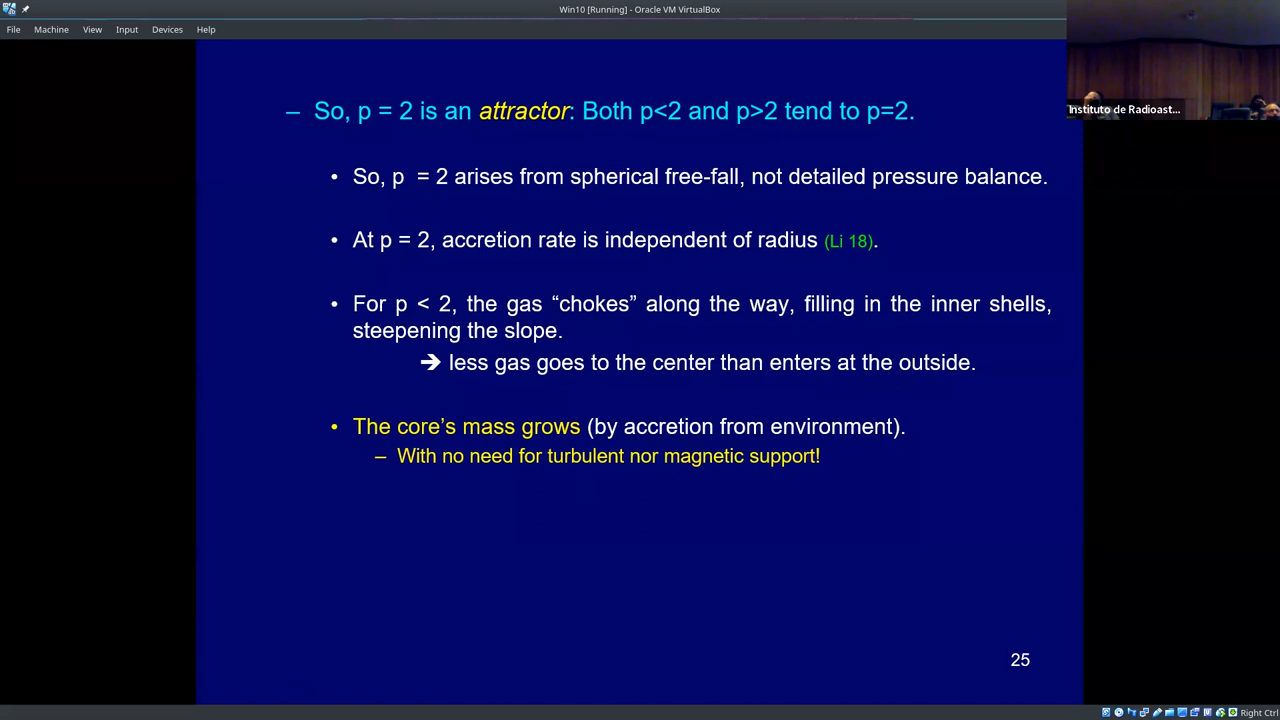 Win10 [Running] - Oracle VM VirtualBox
File Machine View Input Devices Help
Instituto de Radioast...
– So, p = 2 is an attractor: Both p<2 and p>2 tend to p=2.
• So, p = 2 arises from spherical free-fall, not detailed pressure balance.
• At p = 2, accretion rate is independent of radius (Li 18).
• For p < 2, the gas “chokes” along the way, filling in the inner shells,
steepening the slope.
➔ less gas goes to the center than enters at the outside.
• The core’s mass grows (by accretion from environment).
– With no need for turbulent nor magnetic support!
25
Right Ctrl